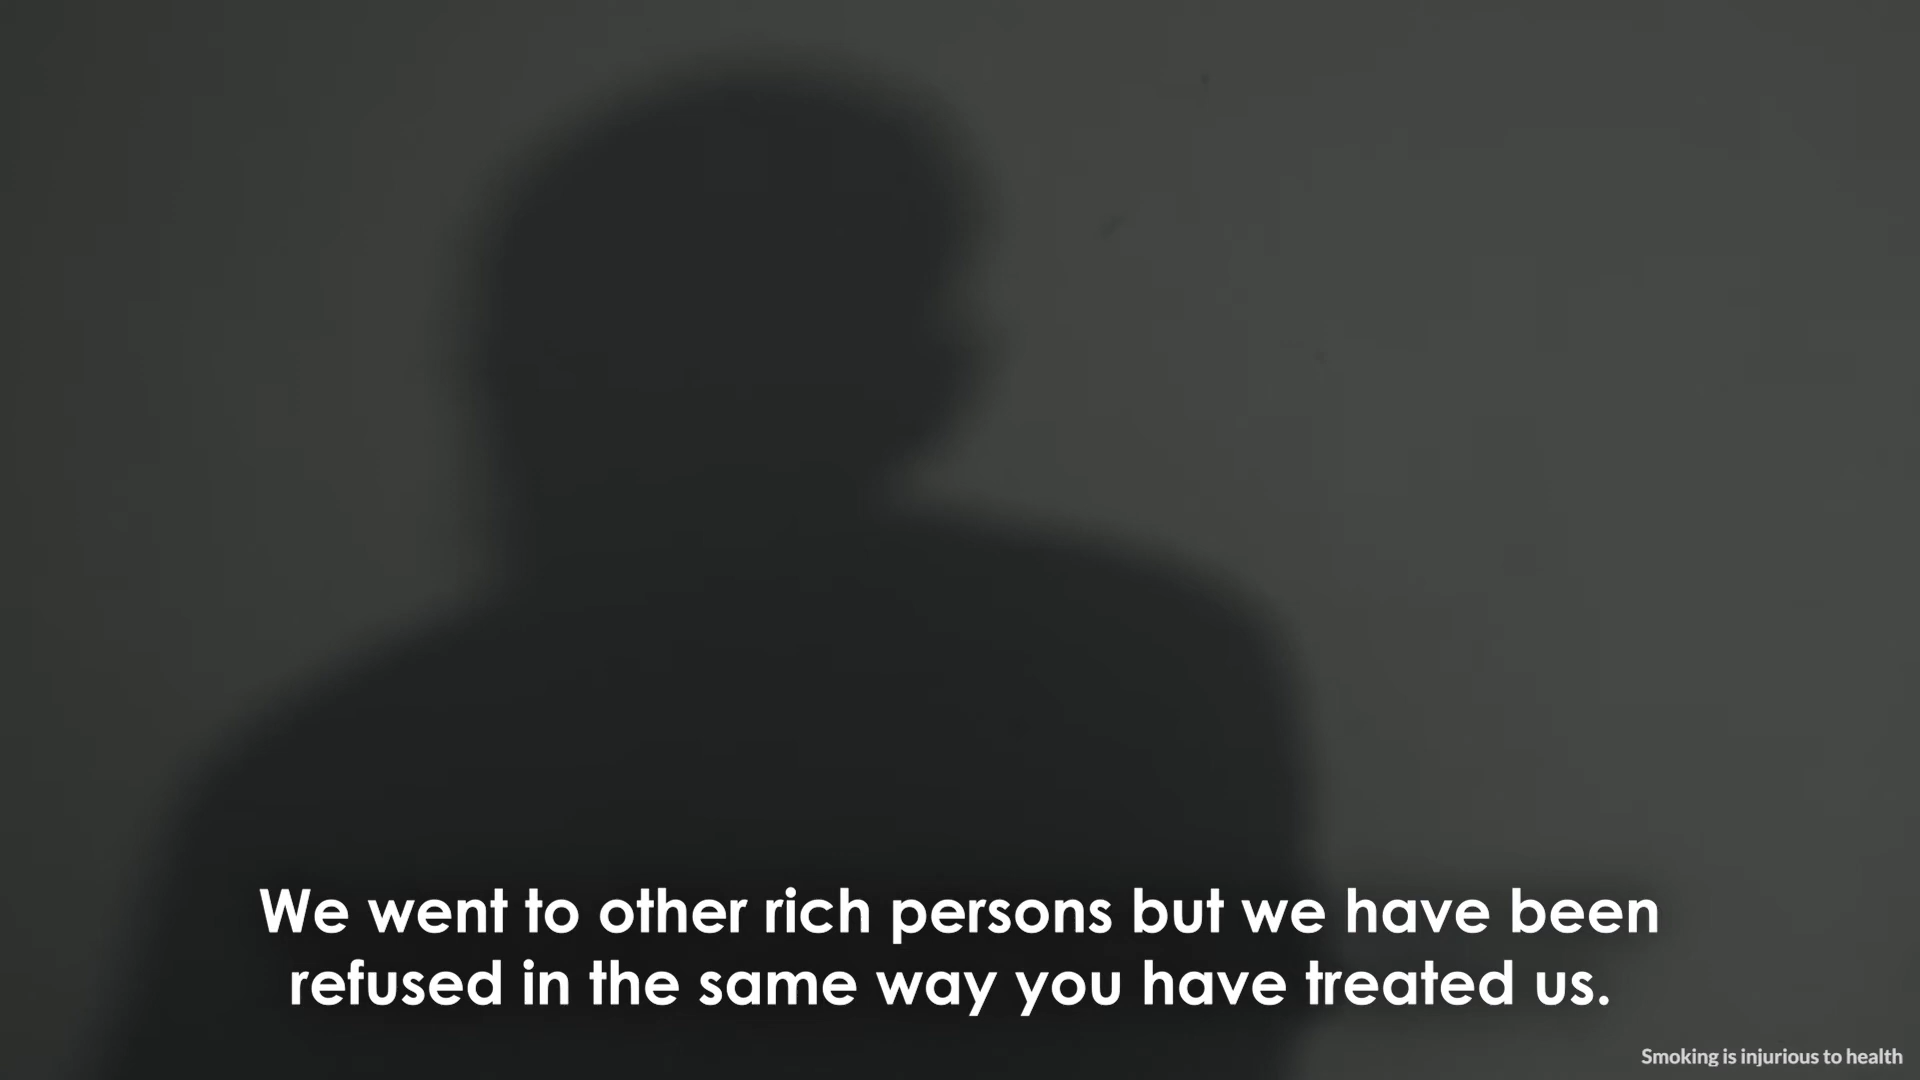 We went to other rich persons but we have been
refused in the same way you have treated us.
Smoking is injurious to health